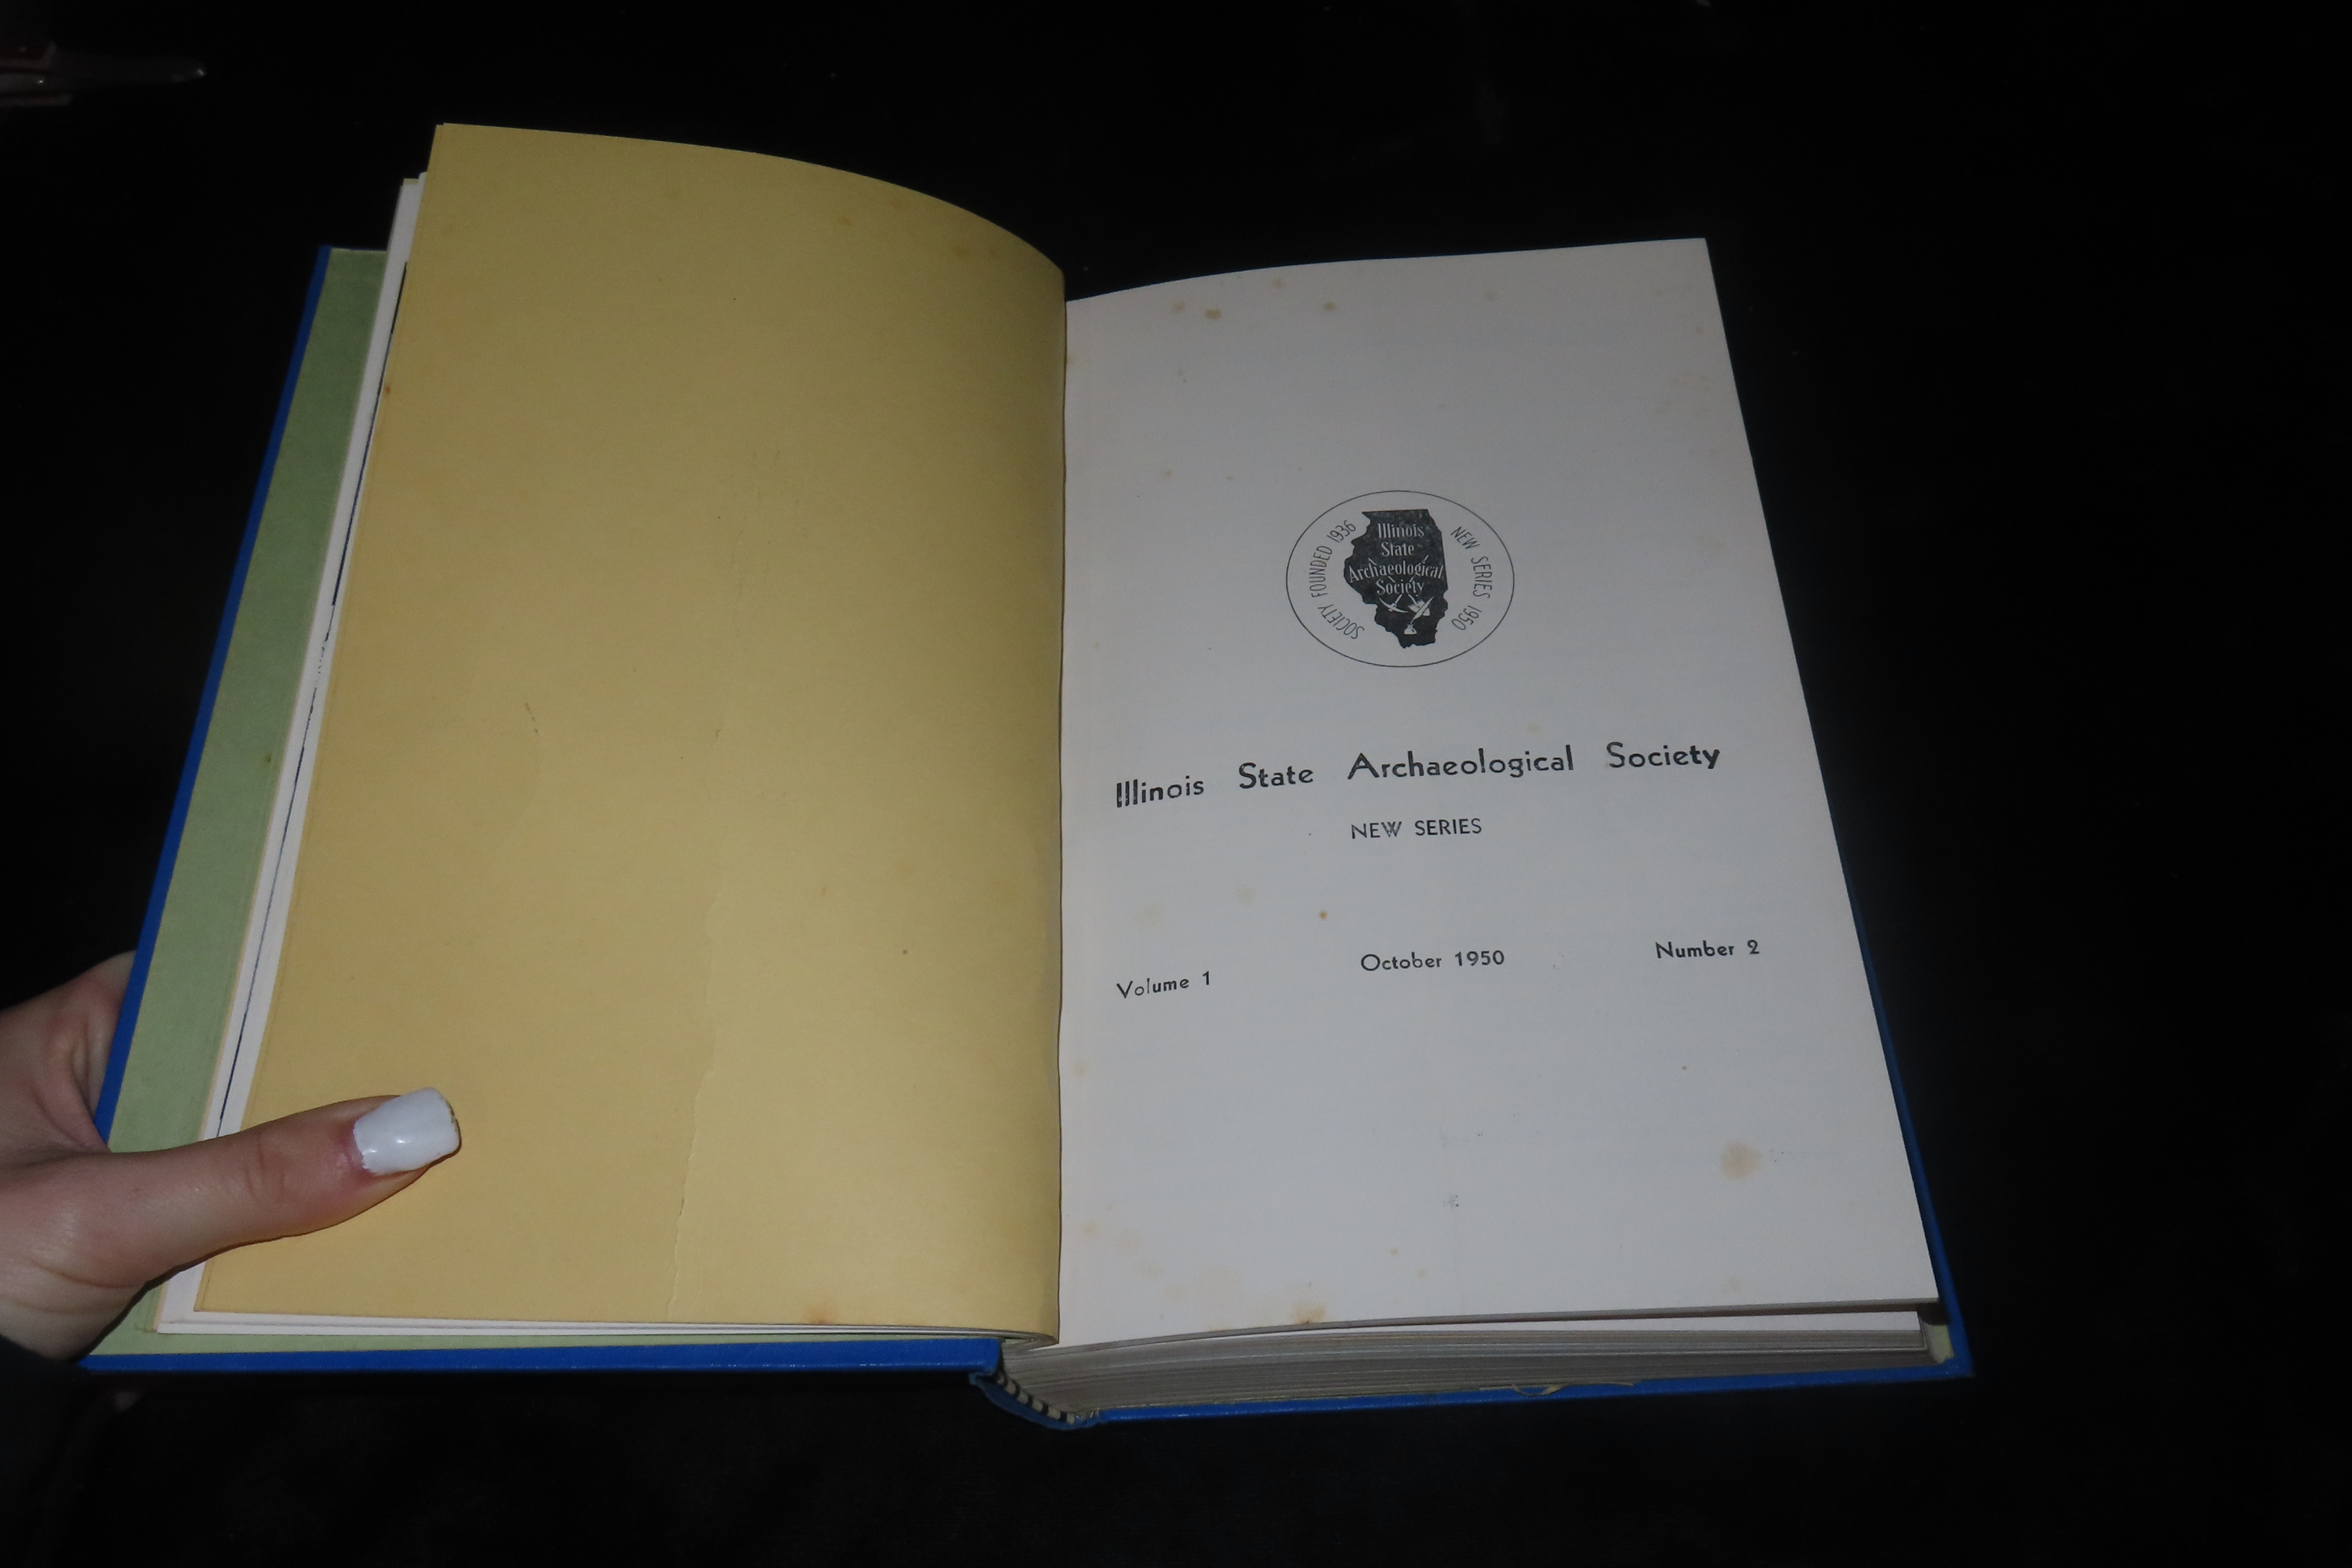 SOCIETY FOUNDED 1936
NEW SERIES 1950
Illinois
State
Archaeological
Society
Illinois State Archaeological Society
NEW SERIES
Volume 1 October 1950 Number 2